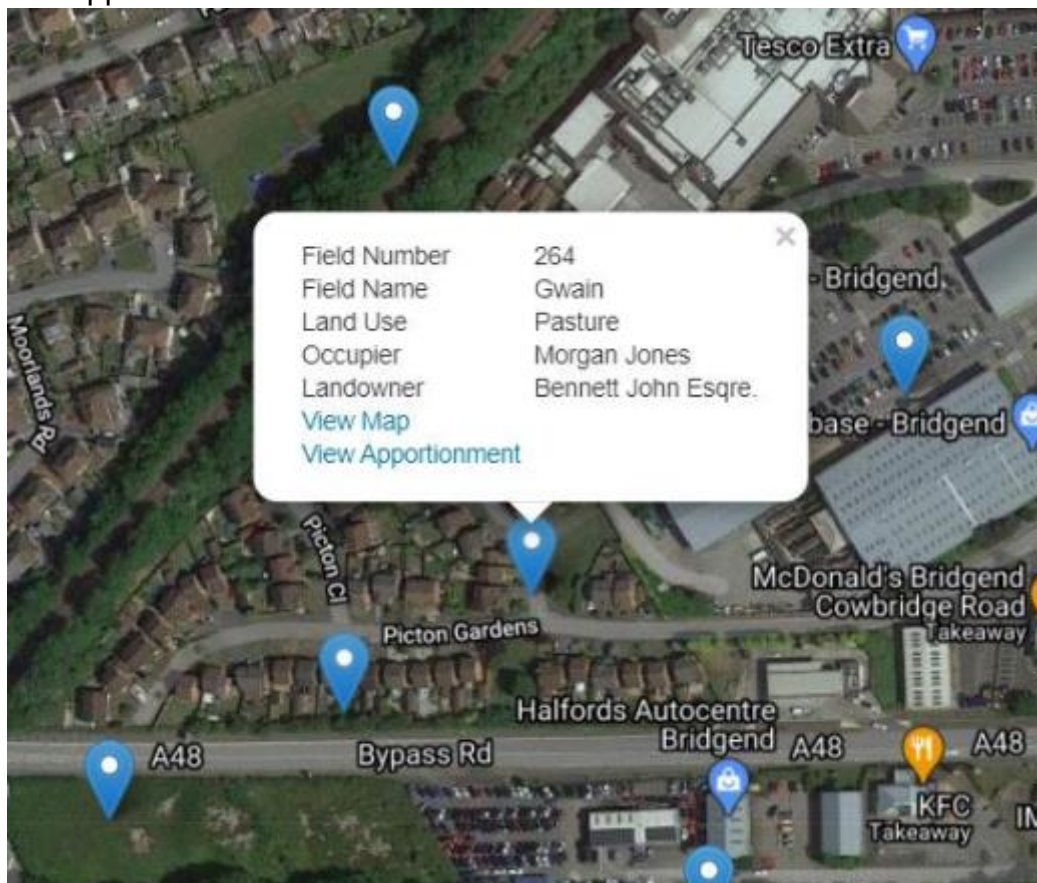 Tesco Extra
Field Number 264
Field Name Gwain
Land Use Pasture
Occupier Morgan Jones
Landowner Bennett John Esqre.
View Map
View Apportionment
- Bridgend
base - Bridgend
Moorlands
Picton Cl
Picton Gardens
McDonald's Bridgend
Cowbridge Road
Takeaway
Halfords Autocentre
Bridgend
A48
Bypass Rd
A48
A48
KFC
Takeaway